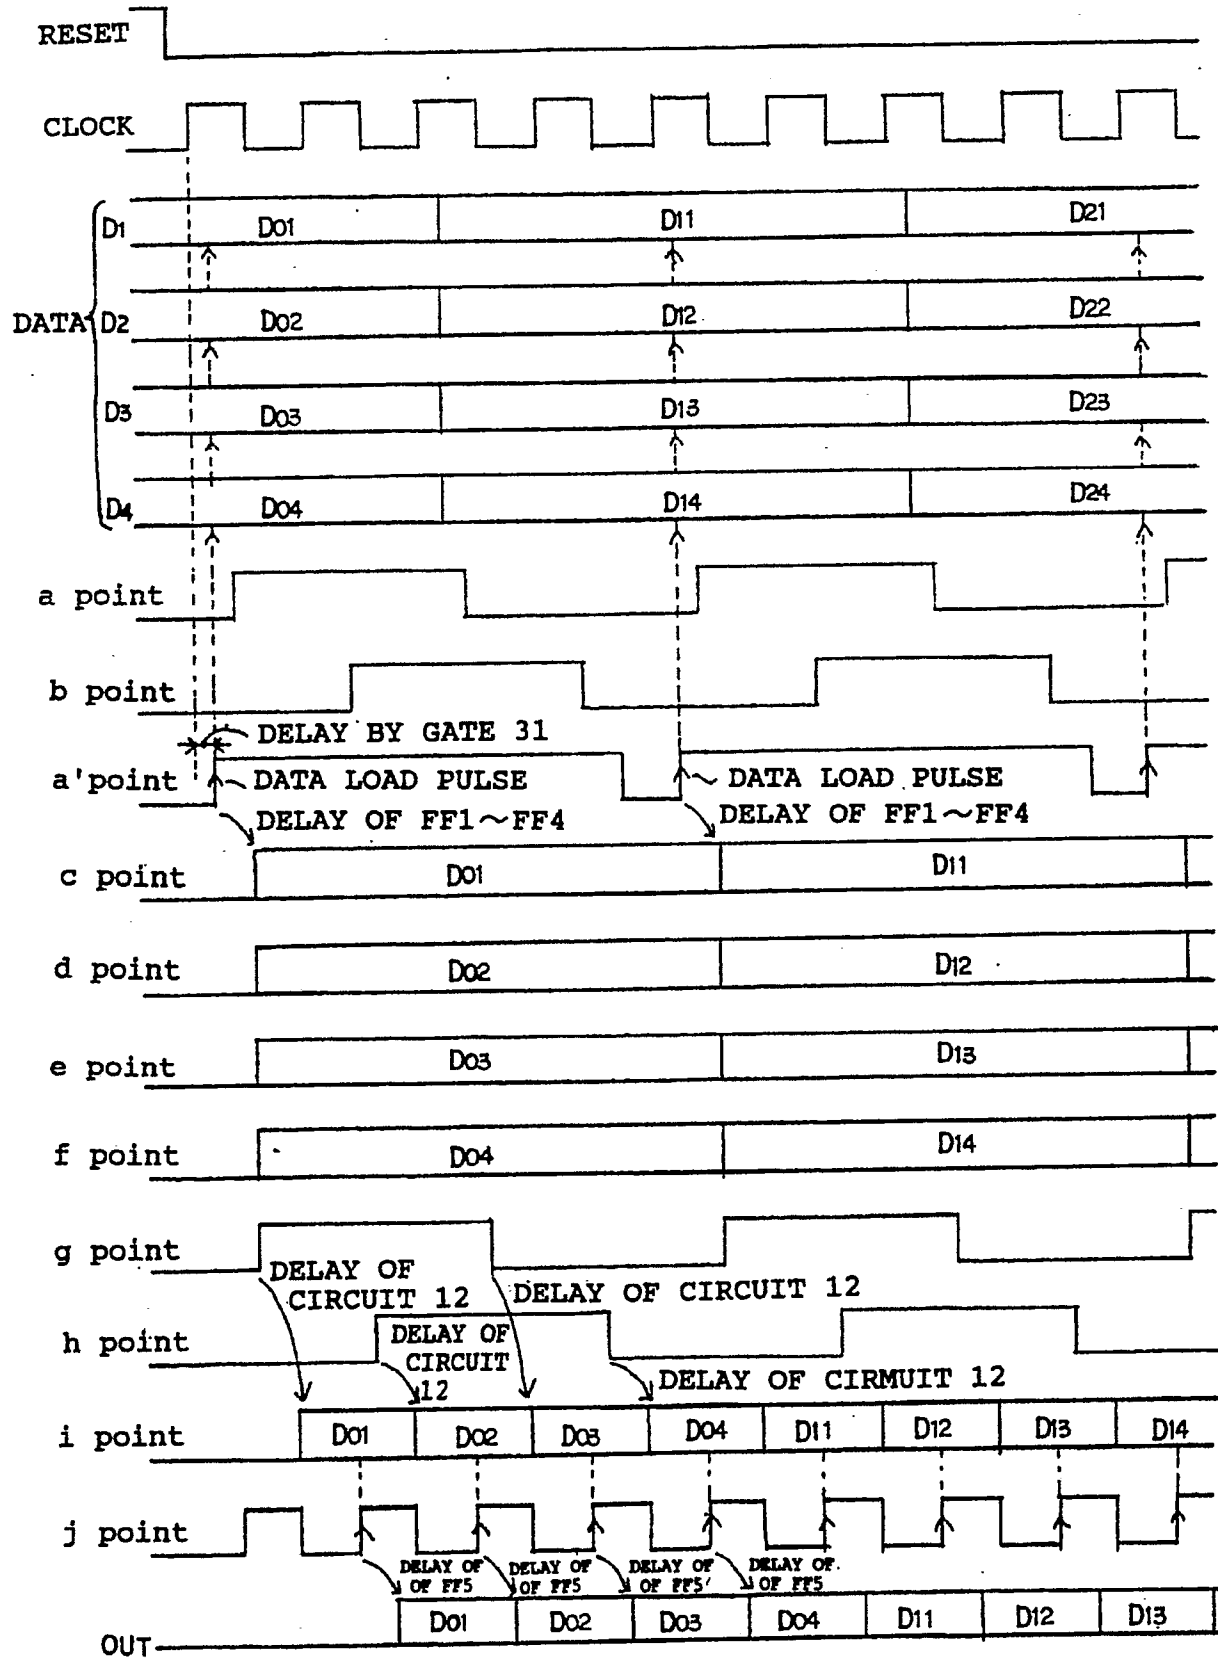 RESET
CLOCK
D1 D01 D11 D21
DATA
D2 D02 D12 D22
D3 D03 D13 D23
D4 D04 D14 D24
a point
b point
DELAY BY GATE 31
a'point
DATA LOAD PULSE DATA LOAD PULSE
DELAY OF FF1~FF4 DELAY OF FF1~FF4
c point D01 D11
d point D02 D12
e point D03 D13
f point D04 D14
g point
DELAY OF
CIRCUIT 12
DELAY OF CIRCUIT 12
h point
DELAY OF
CIRCUIT
12
DELAY OF CIRMUIT 12
i point D01 D02 D03 D04 D11 D12 D13 D14
j point
DELAY OF
OF FF5
DELAY OF
OF FF5
DELAY OF
OF FF5
DELAY OF
OF FF5
OUT D01 D02 D03 D04 D11 D12 D13